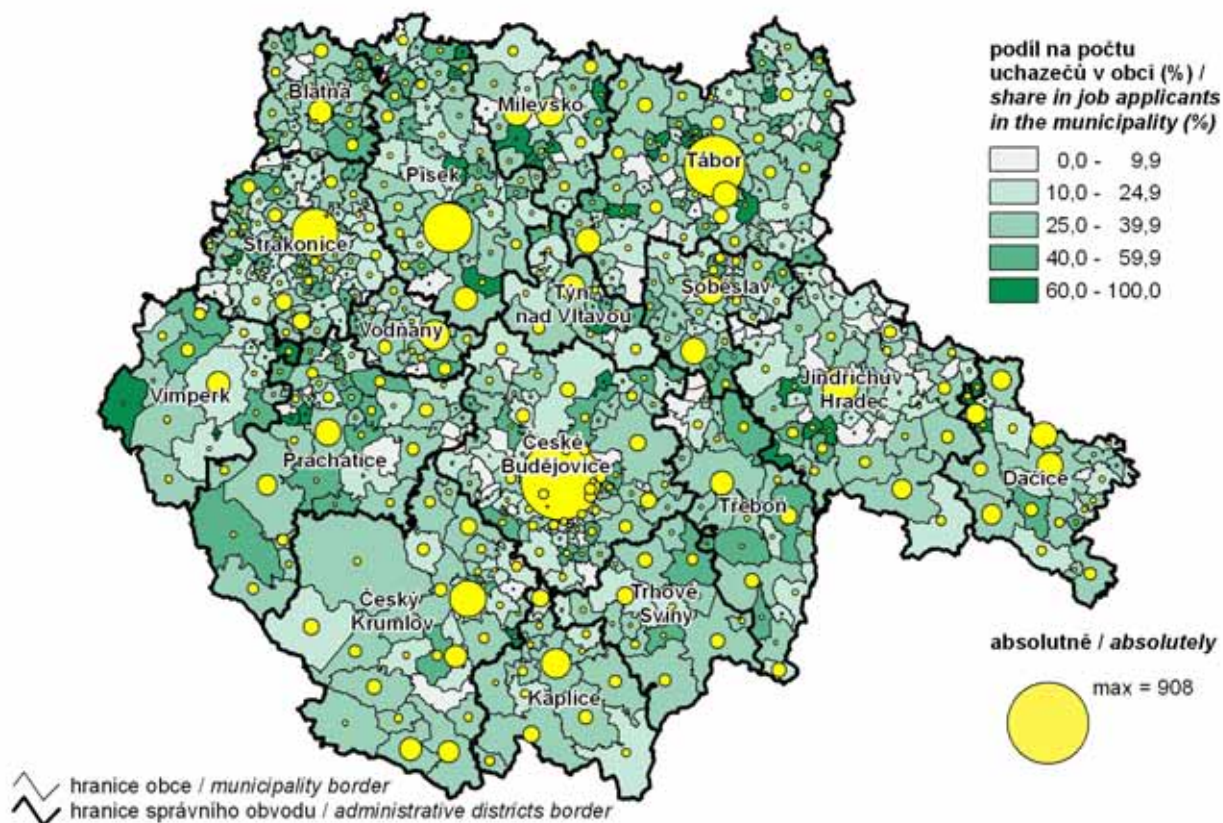 Blatná
Milevsko
Tábor
Písek
Strakonice
Soběslav
Týn
nad Vltavou
Vodňany
Vimperk
Jindřichův
Hradec
České
Budějovice
Prachatice
Dačice
Třeboň
Český
Krumlov
Trhové
Sviny
Kaplice
podíl na počtu
uchazečů v obci (%) /
share in job applicants
in the municipality (%)
0,0 - 9,9
10,0 - 24,9
25,0 - 39,9
40,0 - 59,9
60,0 - 100,0
absolutně / absolutely
max = 908
hranice obce / municipality border
hranice správního obvodu / administrative districts border